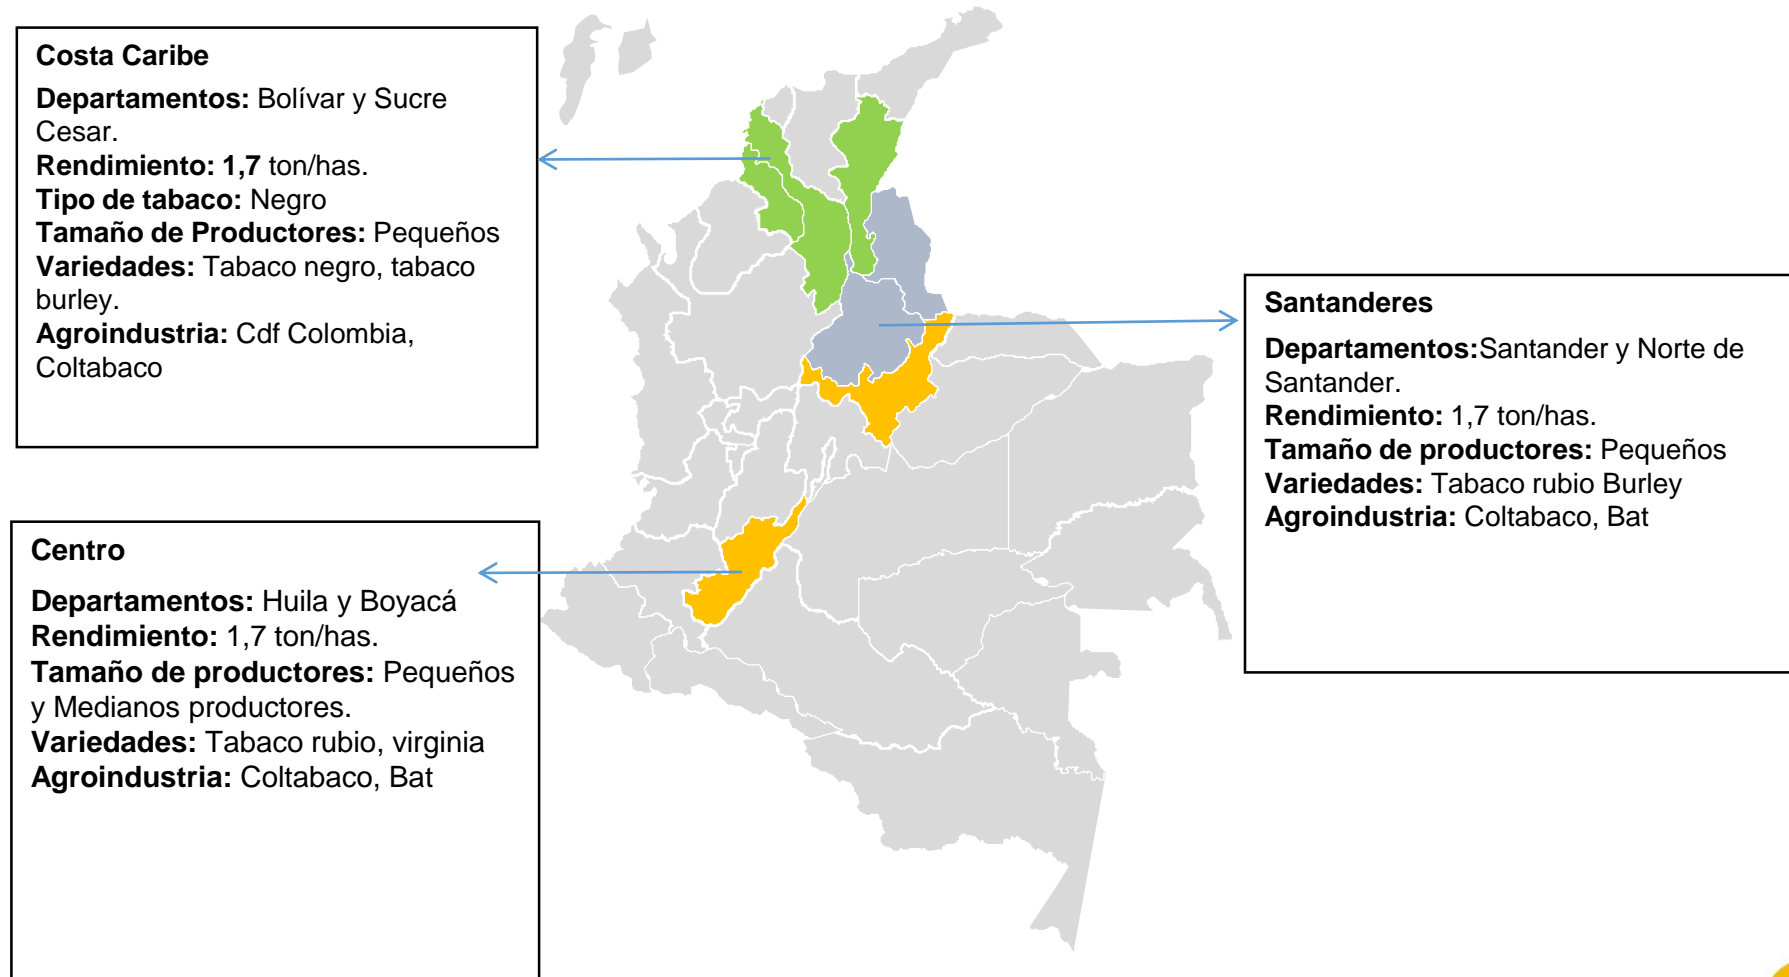 Costa Caribe
Departamentos: Bolívar y Sucre
Cesar.
Rendimiento: 1,7 ton/has.
Tipo de tabaco: Negro
Tamaño de Productores: Pequeños
Variedades: Tabaco negro, tabaco
burley.
Agroindustria: Cdf Colombia,
Coltabaco
Santanderes
Departamentos:Santander y Norte de
Santander.
Rendimiento: 1,7 ton/has.
Tamaño de productores: Pequeños
Variedades: Tabaco rubio Burley
Agroindustria: Coltabaco, Bat
Centro
Departamentos: Huila y Boyacá
Rendimiento: 1,7 ton/has.
Tamaño de productores: Pequeños
y Medianos productores.
Variedades: Tabaco rubio, virginia
Agroindustria: Coltabaco, Bat